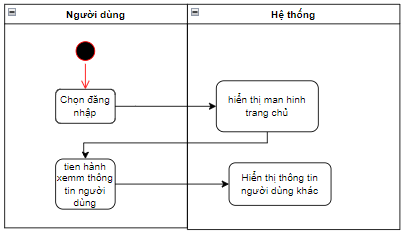 Người dùng
Hệ thống
Chọn đăng
nhập
hiển thị man hinh
trang chủ
tien hành
xemm thông
tin người
dùng
Hiển thị thông tin
người dùng khác